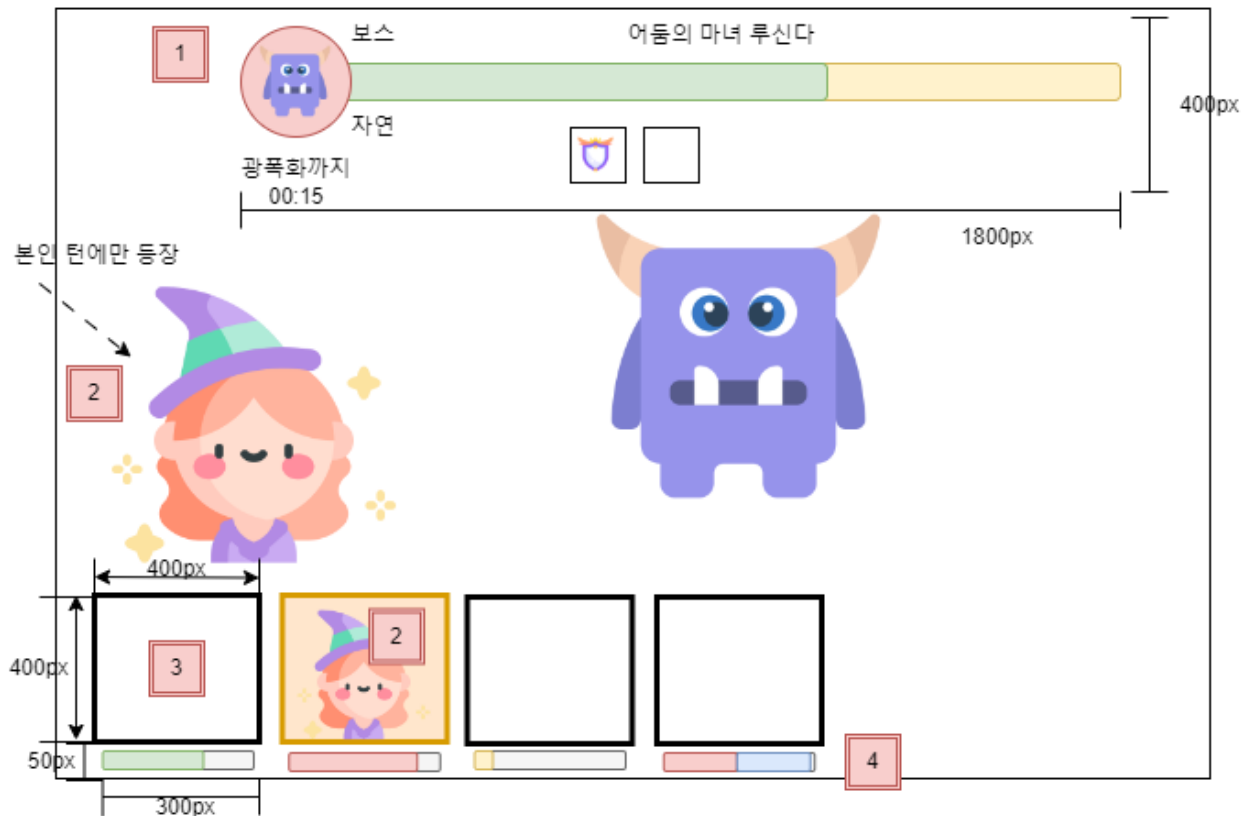 1
보스
어둠의 마녀 루신다
400px
자연
광폭화까지
00:15
1800px
본인 턴에만 등장
2
400px
400px
3
2
50px
4
300px